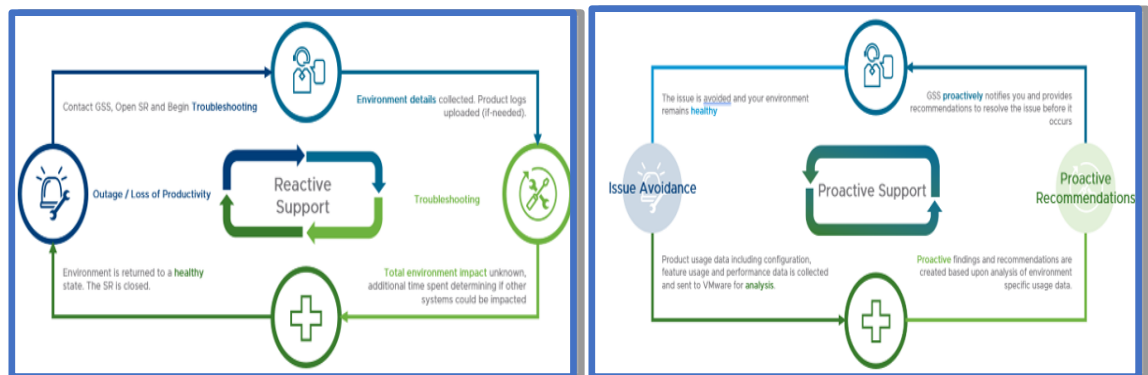 Contact GSS, Open SR and Begin Troubleshooting
Environment details collected. Product logs
uploaded (if-needed).
Outage / Loss of Productivity
Reactive
Support
Troubleshooting
Environment is returned to a healthy
state. The SR is closed.
Total environment impact unknown,
additional time spent determining if other
systems could be impacted
The issue is avoided and your environment
remains healthy
GSS proactively notifies you and provides
recommendations to resolve the issue before it
occurs
Issue Avoidance
Proactive Support
Proactive
Recommendations
Product usage data including configuration,
feature usage and performance data is collected
and sent to VMware for analysis.
Proactive findings and recommendations are
created based upon analysis of environment
specific usage data.